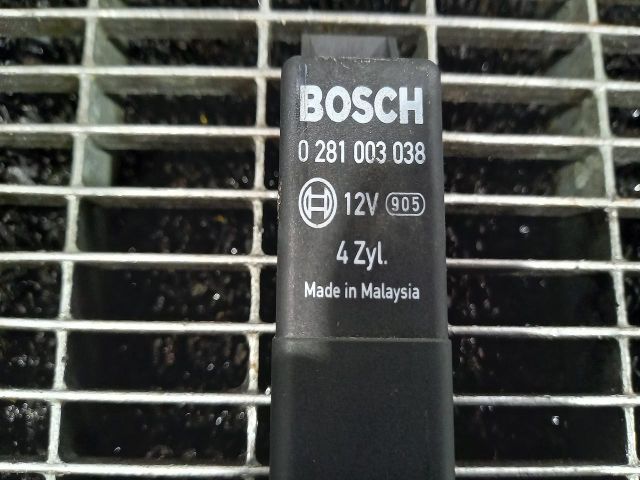 BOSCH
0 281 003 038
12V 905
4 Zyl.
Made in Malaysia